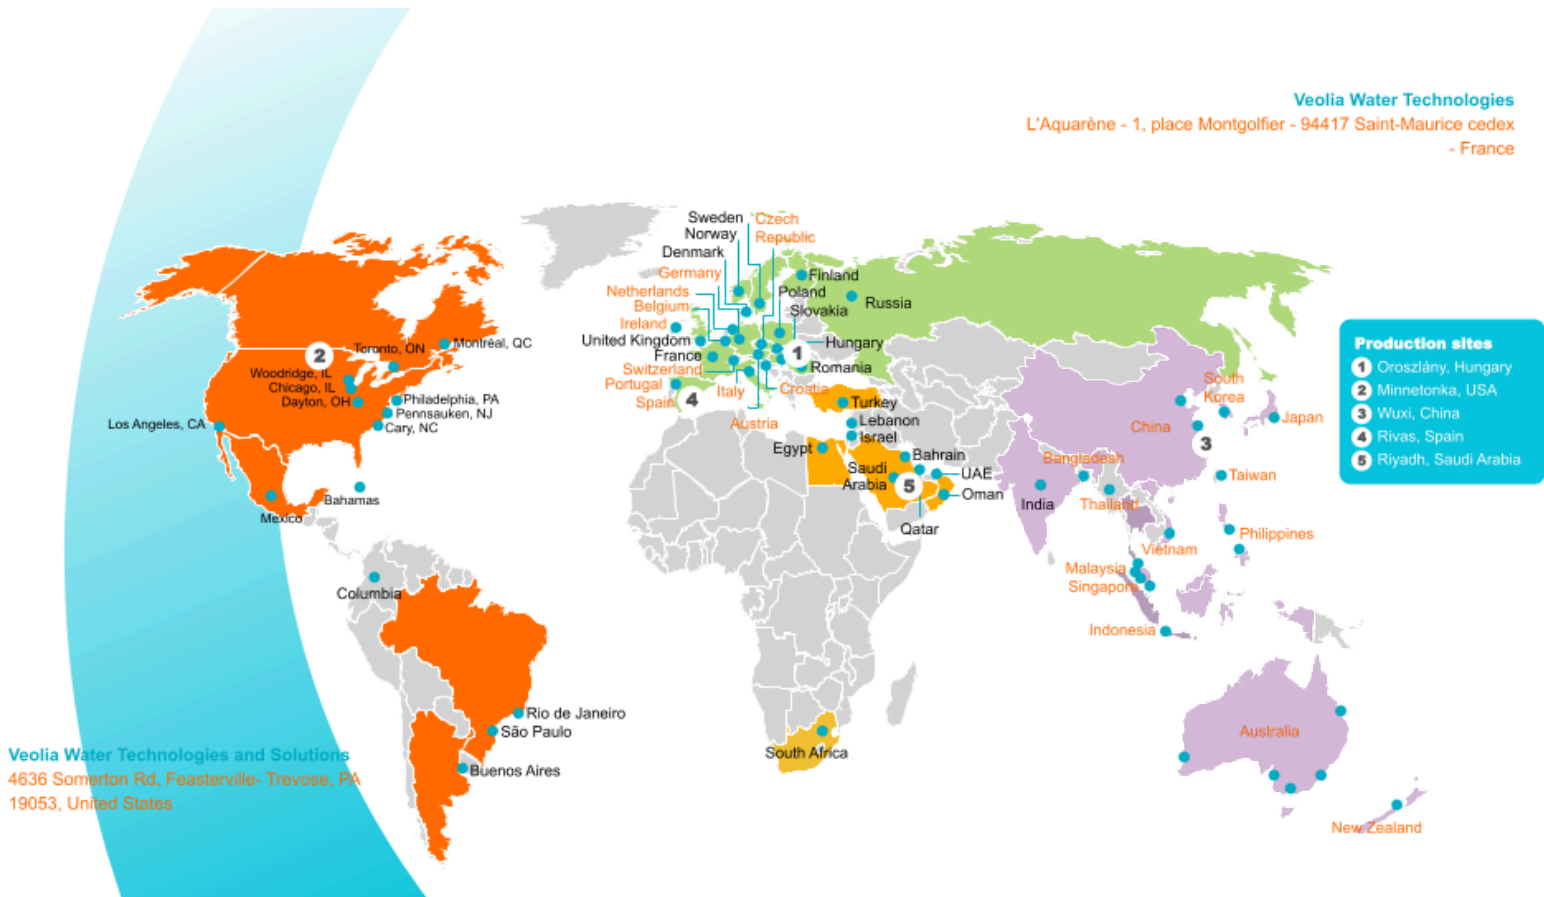 Veolia Water Technologies
L'Aquarène - 1, place Montgolfier - 94417 Saint-Maurice cedex
- France
Sweden
Norway
Denmark
Czech
Republic
Germany
Netherlands
Belgium
Ireland
United Kingdom
France
Switzerland
Portugal
Spain
Italy
Austria
Croatia
Finland
Poland
Slovakia
Russia
Hungary
Romania
1
4
2
Toronto, ON
Montréal, QC
Woodridge, IL
Chicago, IL
Dayton, OH
Philadelphia, PA
Pennsauken, NJ
Cary, NC
Los Angeles, CA
Bahamas
Mexico
Columbia
Rio de Janeiro
São Paulo
Buenos Aires
Turkey
Lebanon
Israel
Egypt
Bahrain
Saudi
Arabia
5
UAE
Oman
Qatar
South Africa
South
Korea
Japan
China
3
Bangladesh
Taiwan
India
Thailand
Vietnam
Philippines
Malaysia
Singapore
Indonesia
Australia
New Zealand
Production sites
1 Oroszlány, Hungary
2 Minnetonka, USA
3 Wuxi, China
4 Rivas, Spain
5 Riyadh, Saudi Arabia
Veolia Water Technologies and Solutions
4636 Somerton Rd, Feasterville- Trevose, PA
19053, United States